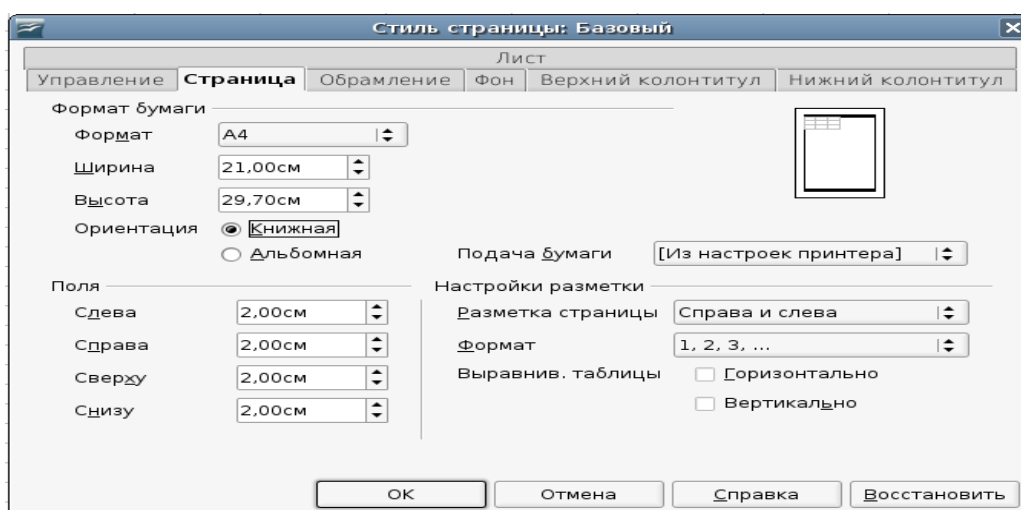 Стиль страницы: Базовый
Лист
Управление Страница Обрамление Фон Верхний колонтитул Нижний колонтитул
Формат бумаги
Формат A4
Ширина 21,00см
Высота 29,70см
Ориентация Книжная
Альбомная Подача бумаги [Из настроек принтера]
Поля Настройки разметки
Слева 2,00см Разметка страницы Справа и слева
Справа 2,00см Формат 1, 2, 3, ...
Сверху 2,00см Выравнив. таблицы Горизонтально
Снизу 2,00см Вертикально
OK Отмена Справка Восстановить